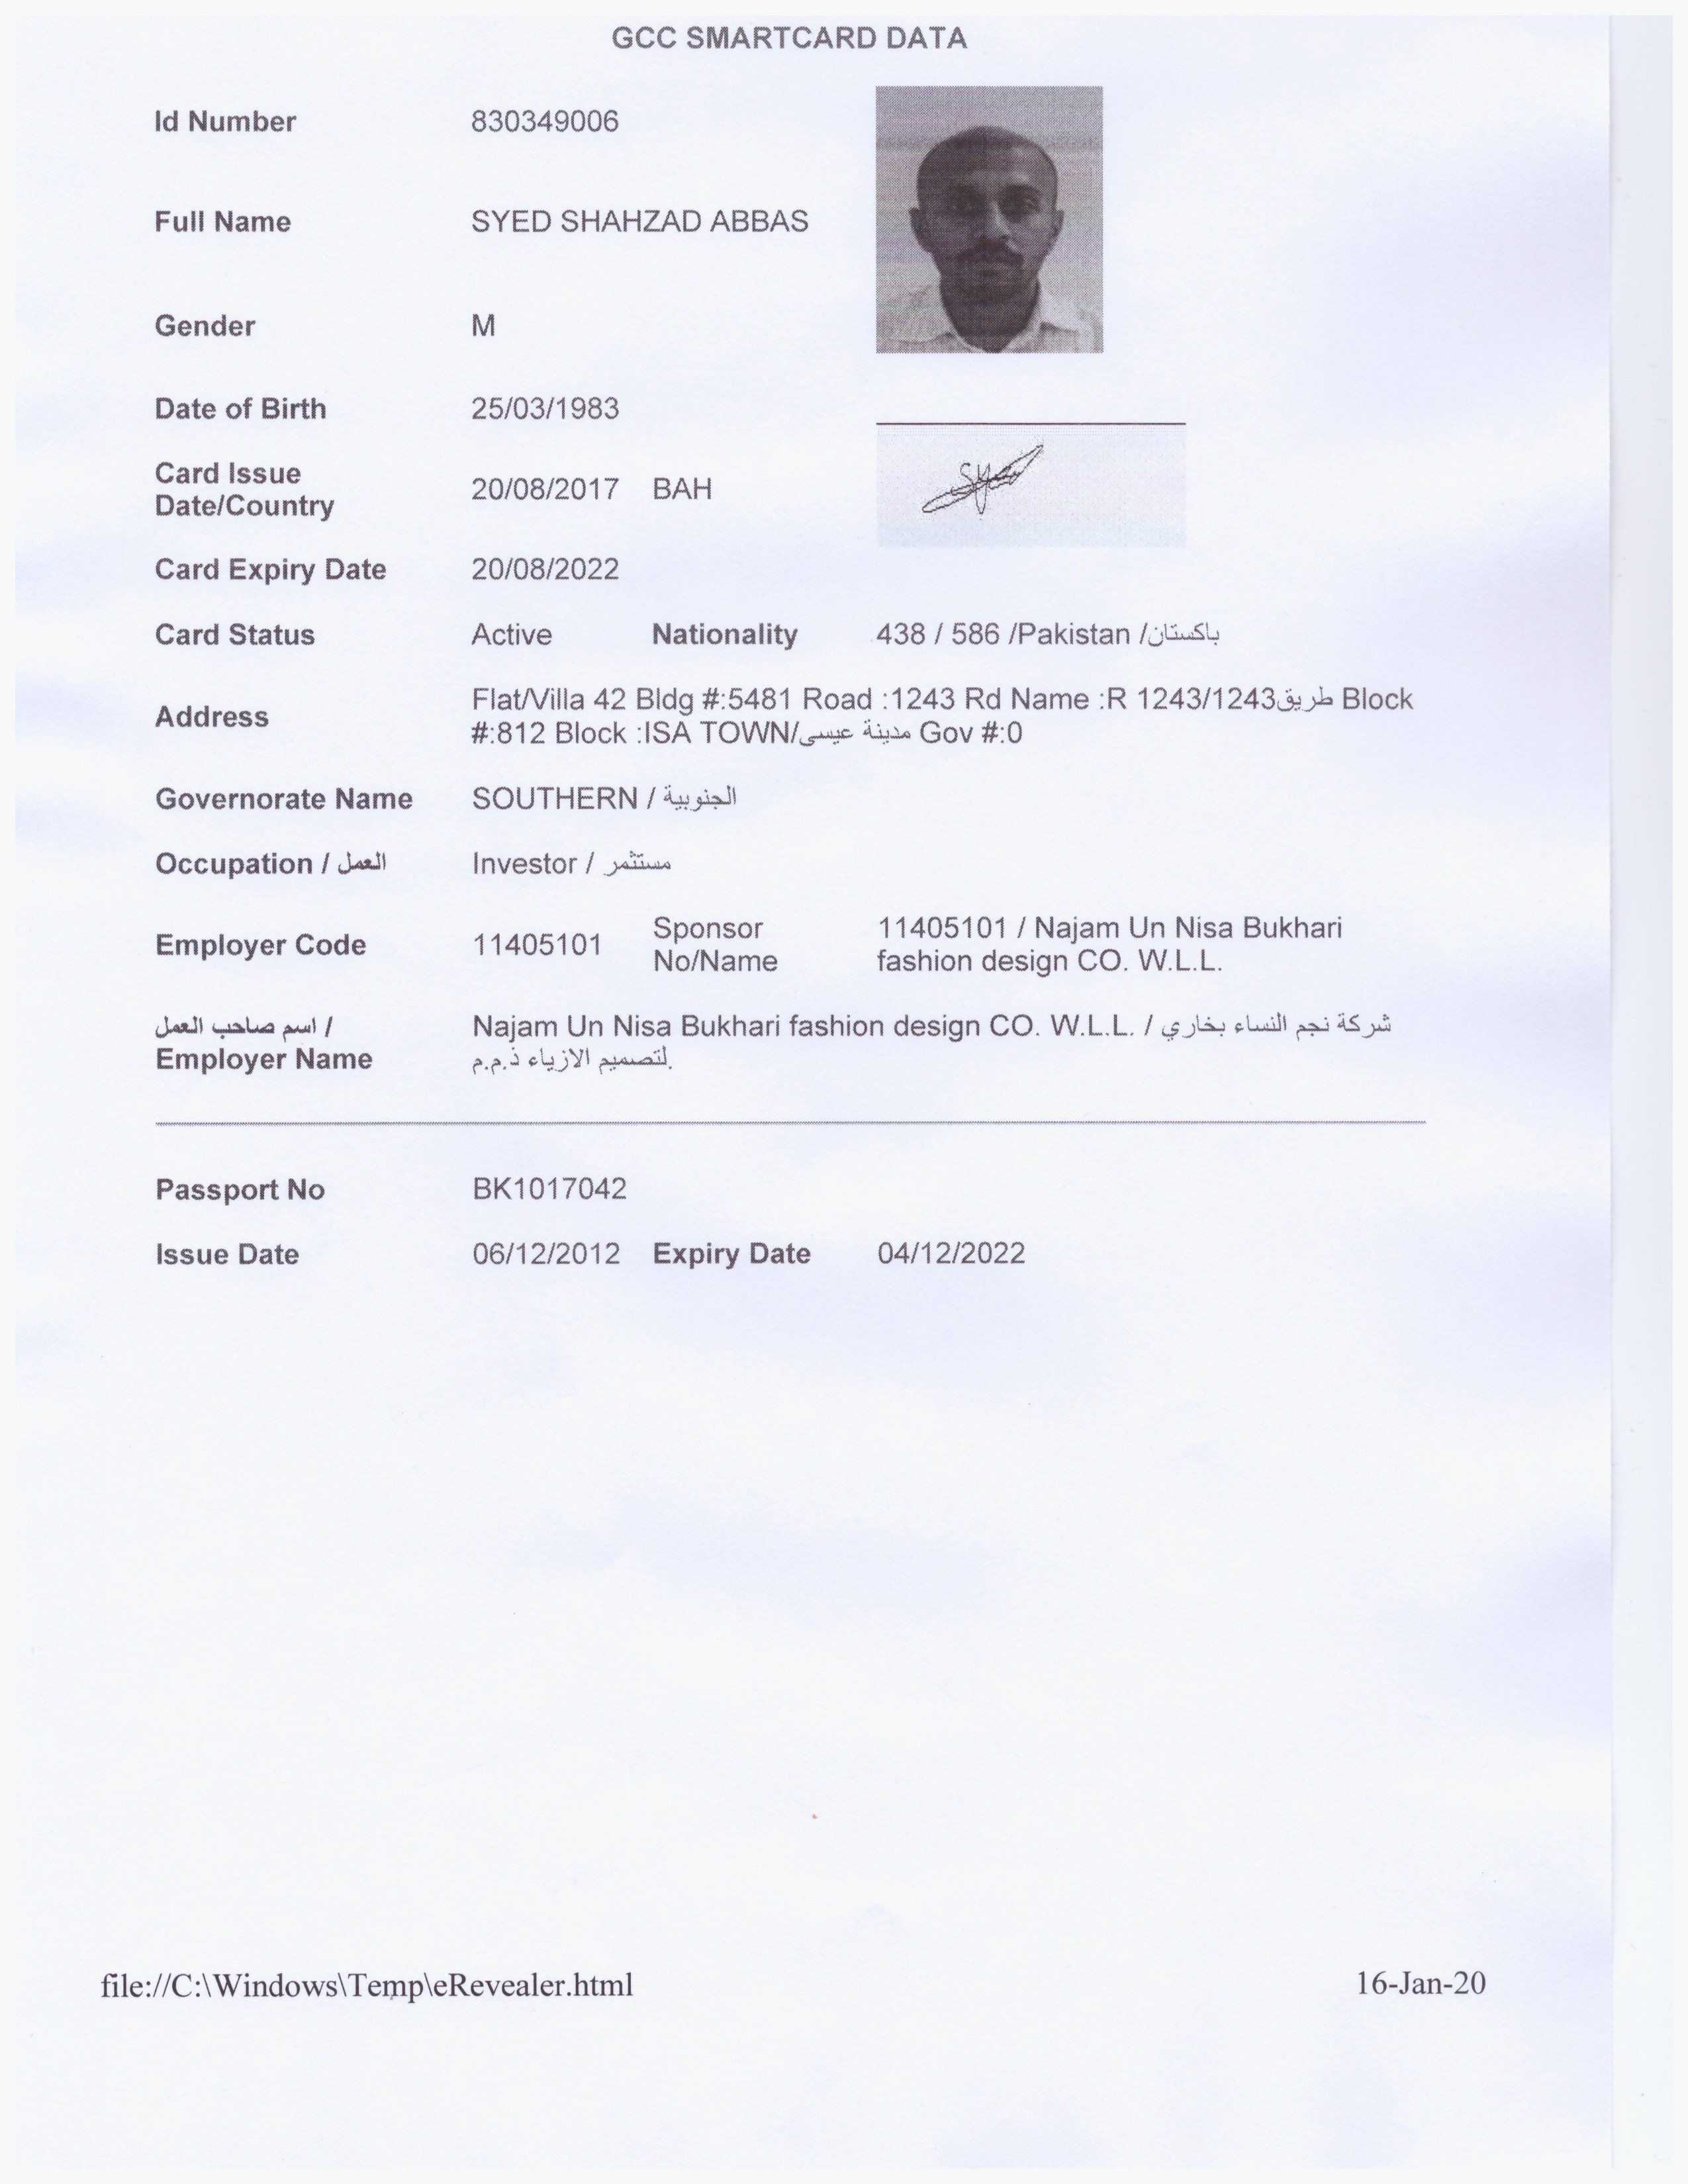 GCC SMARTCARD DATA
Id Number 830349006
Full Name SYED SHAHZAD ABBAS
Gender M
Date of Birth 25/03/1983
Card Issue
Date/Country 20/08/2017 BAH
Card Expiry Date 20/08/2022
Card Status Active Nationality 438 / 586 /Pakistan /باكستان
Address Flat/Villa 42 Bldg #:5481 Road :1243 Rd Name :R 1243/1243طريق Block
#:812 Block :ISA TOWN/مدينة عيسى Gov #:0
Governorate Name SOUTHERN / الجنوبية
Occupation / العمل Investor / مستثمر
Employer Code 11405101 Sponsor No/Name 11405101 / Najam Un Nisa Bukhari
fashion design CO. W.L.L.
اسم صاحب العمل /
Employer Name Najam Un Nisa Bukhari fashion design CO. W.L.L. / شركة نجم النساء بخاري
لتصميم الازياء ذ.م.م.
Passport No BK1017042
Issue Date 06/12/2012 Expiry Date 04/12/2022
file://C:\Windows\Temp\eRevealer.html 16-Jan-20